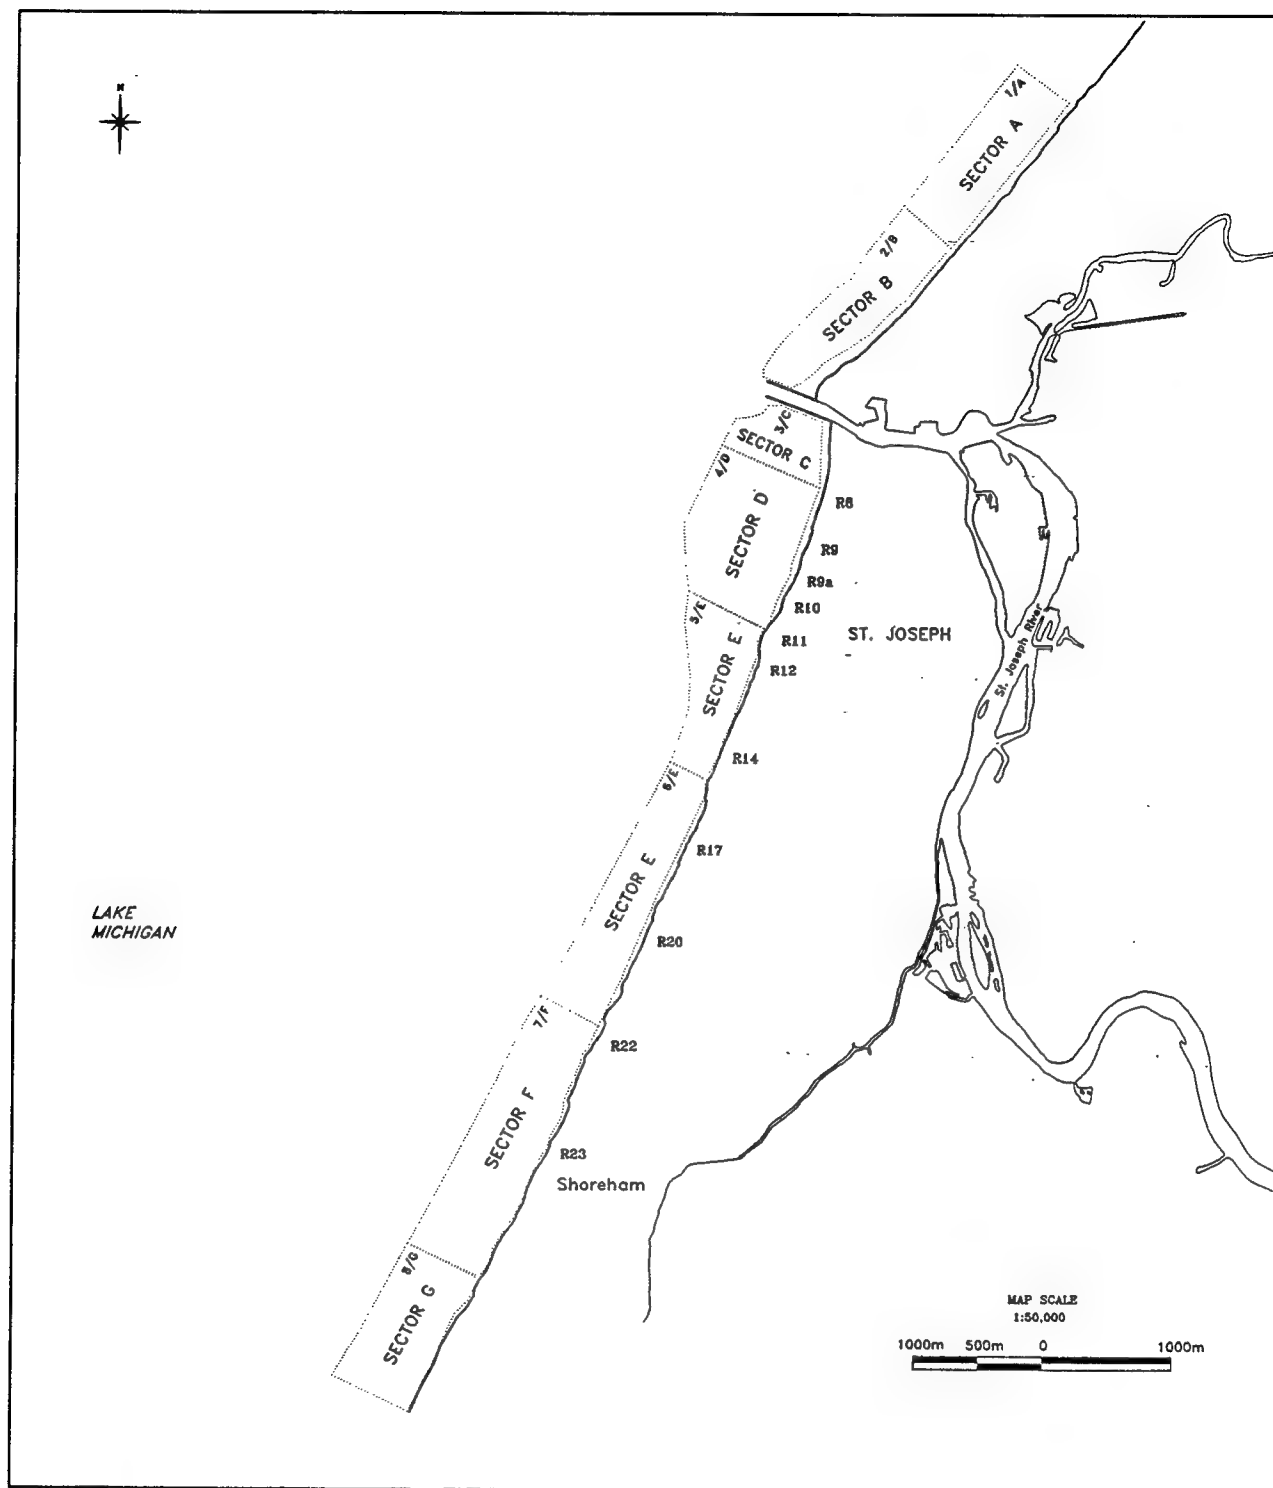 N
1/A
SECTOR A
2/B
SECTOR B
3/C
SECTOR C
4/D
SECTOR D
R8
R9
R9a
R10
5/E
SECTOR E
R11
R12
ST. JOSEPH
St. Joseph River
R14
6/E
SECTOR E
R17
R20
LAKE
MICHIGAN
7/F
SECTOR F
R22
R23
Shoreham
8/G
SECTOR G
MAP SCALE
1:50,000
1000m 500m 0 1000m